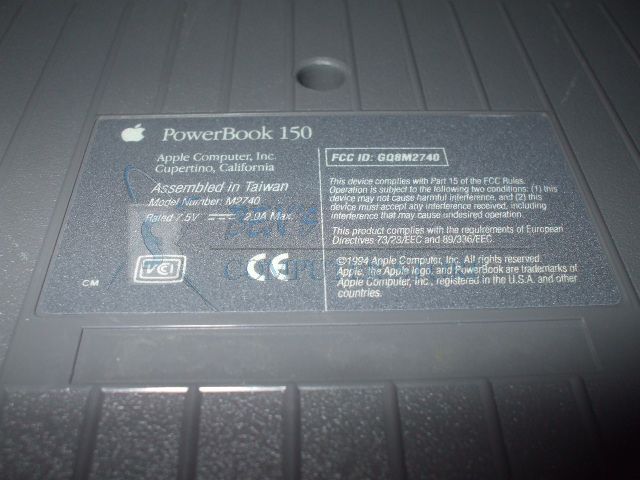 PowerBook 150
Apple Computer, Inc.
Cupertino, California
Assembled in Taiwan
Model Number: M2740
Rated 7.5V 2.0A Max.
VCI
CE
CM
FCC ID: GQ8M2740
This device complies with Part 15 of the FCC Rules.
Operation is subject to the following two conditions: (1) this
device may not cause harmful interference, and (2) this
device must accept any interference received, including
interference that may cause undesired operation.
This product complies with the requirements of European
Directives 73/23/EEC and 89/336/EEC.
©1994 Apple Computer, Inc. All rights reserved.
Apple, the Apple logo, and PowerBook are trademarks of
Apple Computer, Inc., registered in the U.S.A. and other
countries.